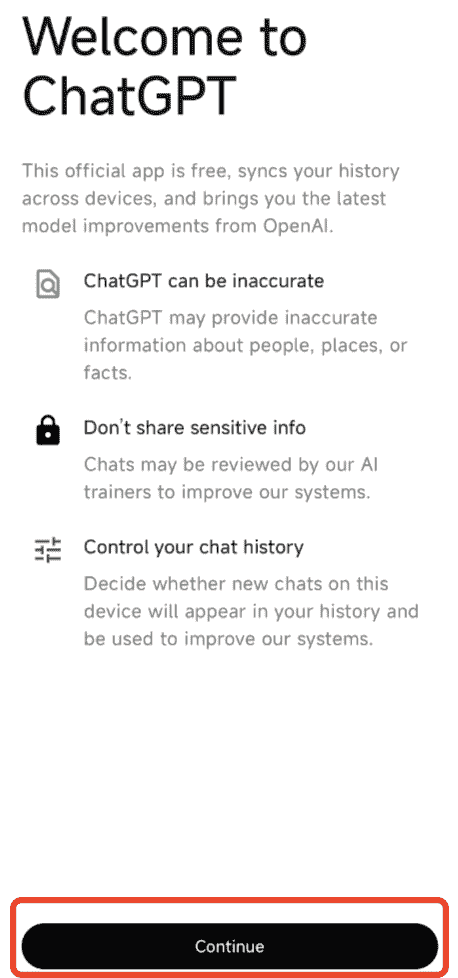 Welcome to
ChatGPT
This official app is free, syncs your history
across devices, and brings you the latest
model improvements from OpenAI.
ChatGPT can be inaccurate
ChatGPT may provide inaccurate
information about people, places, or
facts.
Don't share sensitive info
Chats may be reviewed by our AI
trainers to improve our systems.
Control your chat history
Decide whether new chats on this
device will appear in your history and
be used to improve our systems.
Continue